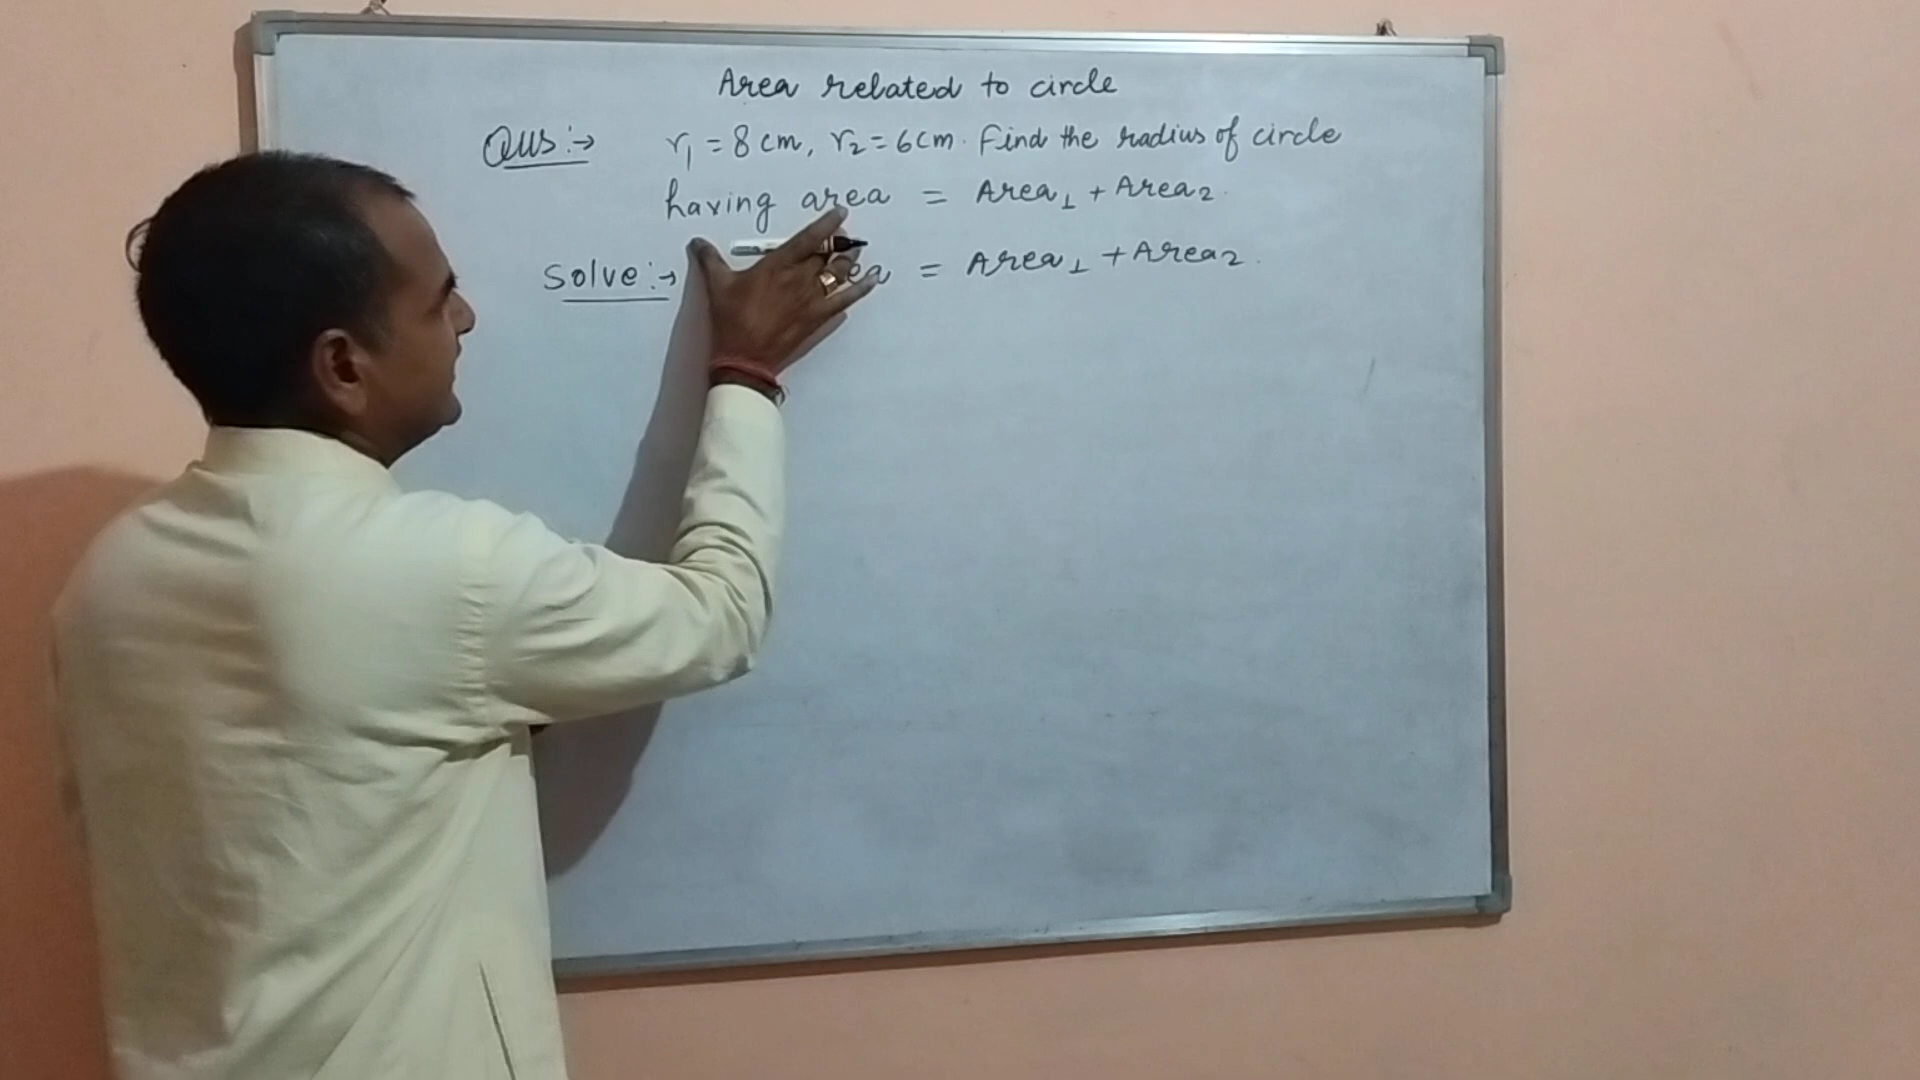 Area related to circle
Qus:→ r₁ = 8 cm, r₂ = 6 cm. Find the radius of circle
having area = Area₁ + Area₂.
Solve:→ = Area₁ + Area₂.